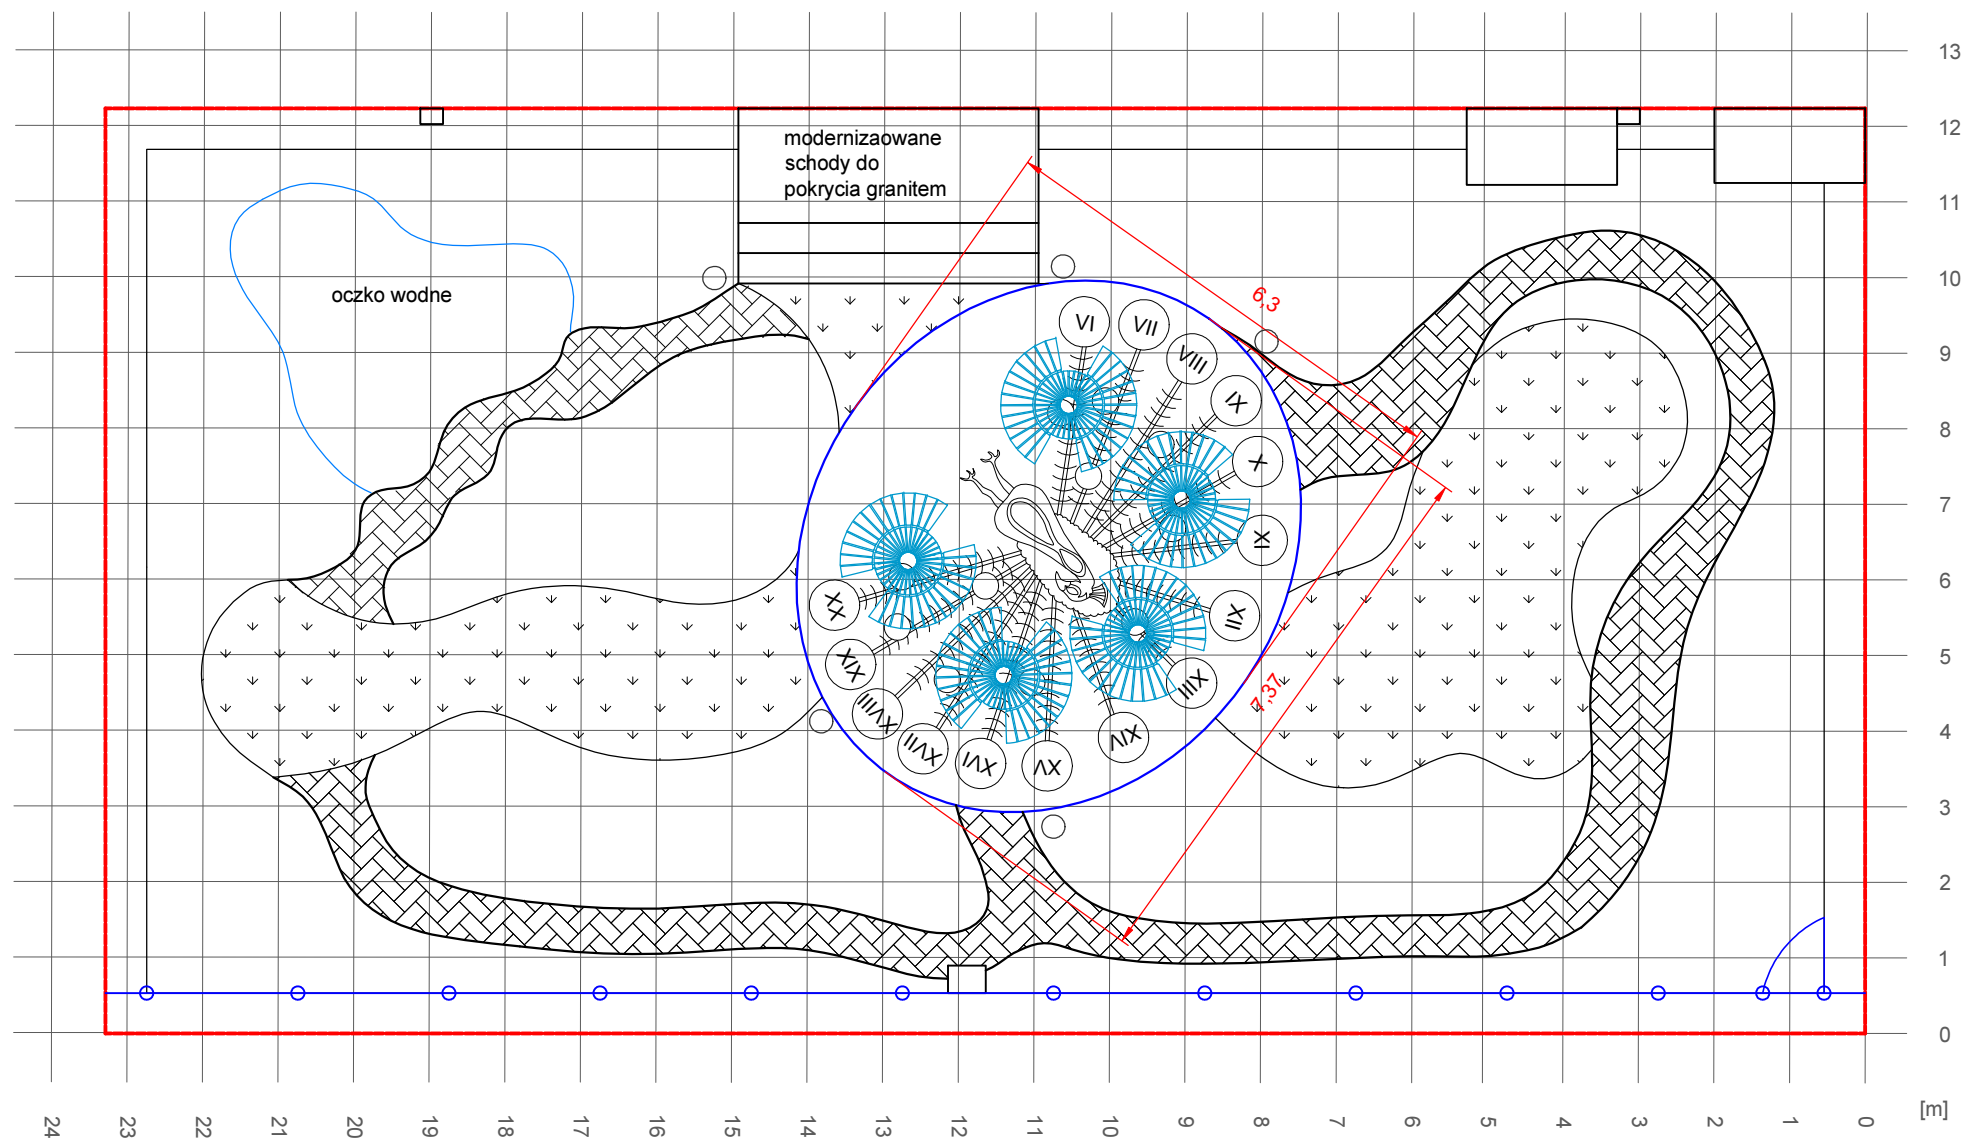 13
modernizaowane
schody do
pokrycia granitem
12
11
6,3
10
oczko wodne
VI
VII
VIII
9
IX
8
X
7
XI
6
XX
XII
XIX
5
XIII
7,37
XVIII
XVII
XVI
XV
XIV
4
3
2
1
0
24
23
22
21
20
19
18
17
16
15
14
13
12
11
10
9
8
7
6
5
4
3
2
1
0
[m]